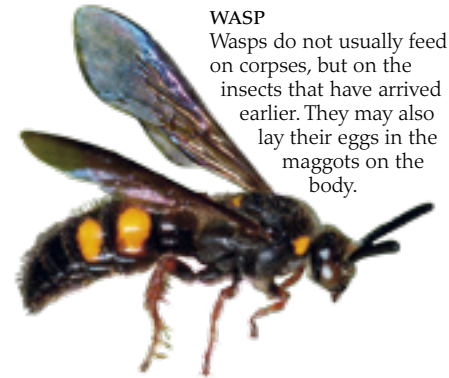 WASP
Wasps do not usually feed
on corpses, but on the
insects that have arrived
earlier. They may also
lay their eggs in the
maggots on the
body.